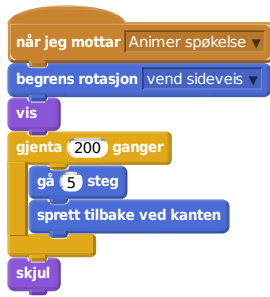 når jeg mottar Animer spøkelse
begrens rotasjon vend sideveis
vis
gjenta 200 ganger
gå 5 steg
sprett tilbake ved kanten
skjul